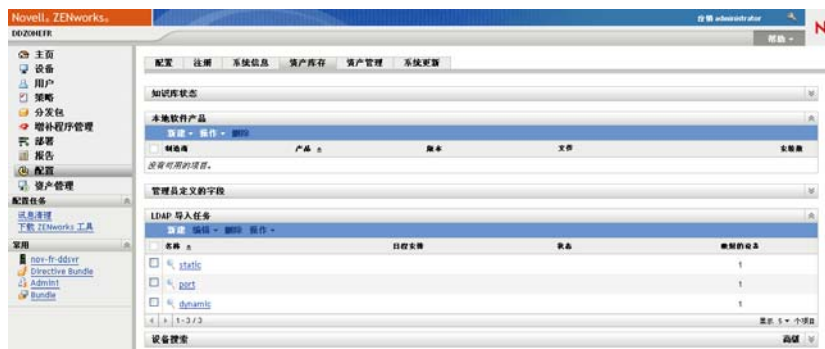 Novell® ZENworks®
注销 administrator
DDZONEFR
帮助
N
主页
设备
用户
策略
分发包
增补程序管理
部署
报告
配置
资产管理
配置任务
讯息清理
下载 ZENworks 工具
常用
nov-fr-ddsvr
Directive Bundle
Admin1
Bundle
配置 注册 系统信息 资产库存 资产管理 系统更新
知识库状态
本地软件产品
新建 操作 删除
制造商 产品 版本 文件 安装数
没有可用的项目。
管理员定义的字段
LDAP 导入任务
新建 编辑 删除 操作
名称 日程安排 状态 映射的设备
static 1
port 1
dynamic 1
1-3 / 3 显示 5 个项目
设备搜索 高级